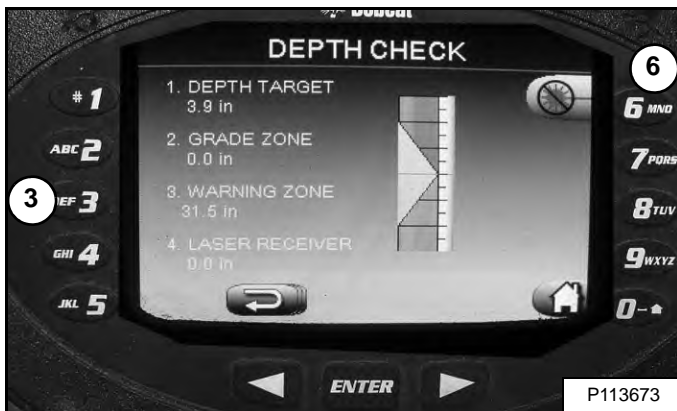 Bobcat
DEPTH CHECK
1. DEPTH TARGET
3.9 in
2. GRADE ZONE
0.0 in
3. WARNING ZONE
31.5 in
4. LASER RECEIVER
0.0 in
# 1
ABC 2
3
DEF 3
GHI 4
JKL 5
6
6 MNO
7 PQRS
8 TUV
9 WXYZ
0-
ENTER
P113673